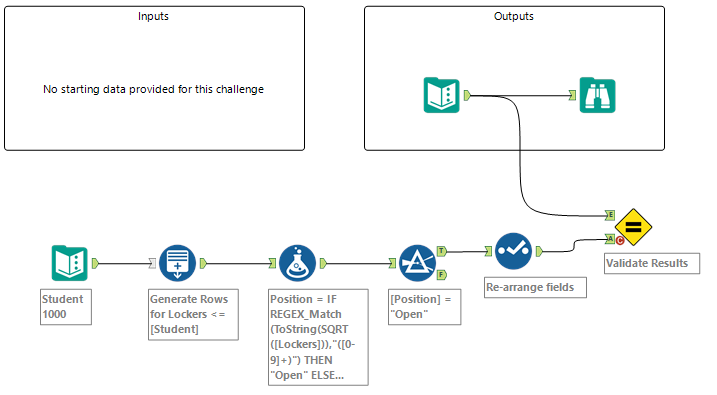 Inputs
Outputs
No starting data provided for this challenge
E
A
C
T
F
Student
1000
Generate Rows
for Lockers <=
[Student]
Position = IF
REGEX_Match
(ToString(SQRT
([Lockers])),"([0-
9]+)") THEN
"Open" ELSE...
[Position] =
"Open"
Re-arrange fields
Validate Results